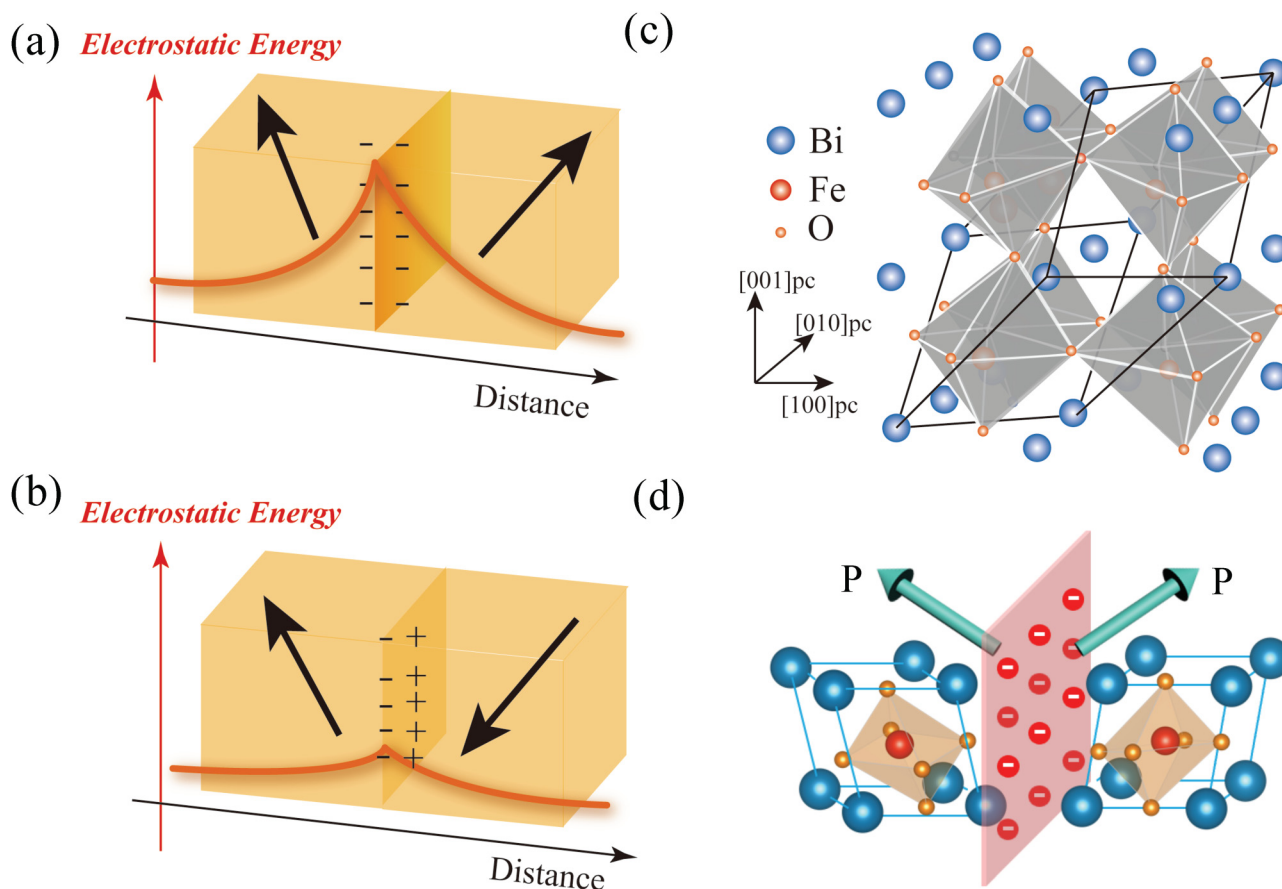 (a)
Electrostatic Energy
- -
- -
- -
- -
- -
- -
Distance
(b)
Electrostatic Energy
- +
- +
- +
- +
- +
Distance
(c)
Bi
Fe
O
[001]pc
[010]pc
[100]pc
(d)
P
P